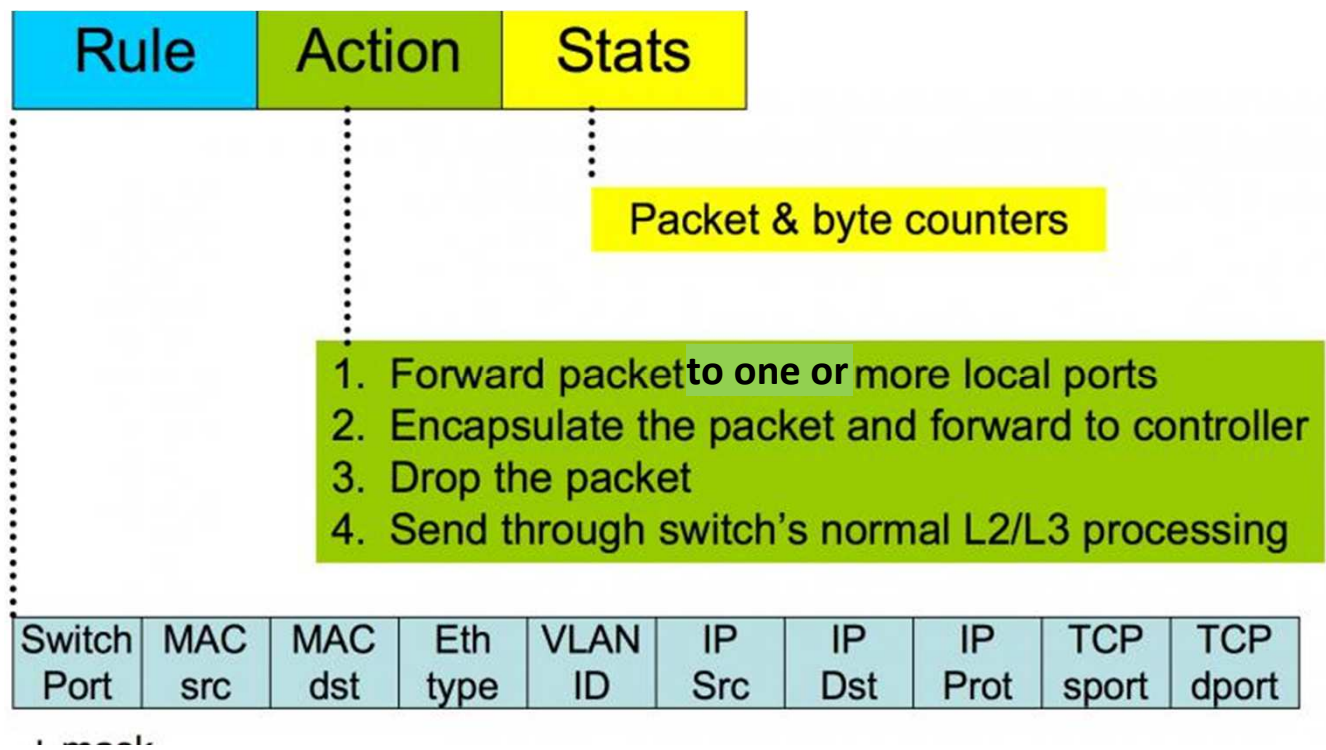 Rule Action Stats
Packet & byte counters
1. Forward packet to one or more local ports
2. Encapsulate the packet and forward to controller
3. Drop the packet
4. Send through switch's normal L2/L3 processing
Switch MAC MAC Eth VLAN IP IP IP TCP TCP
Port src dst type ID Src Dst Prot sport dport
+ mask